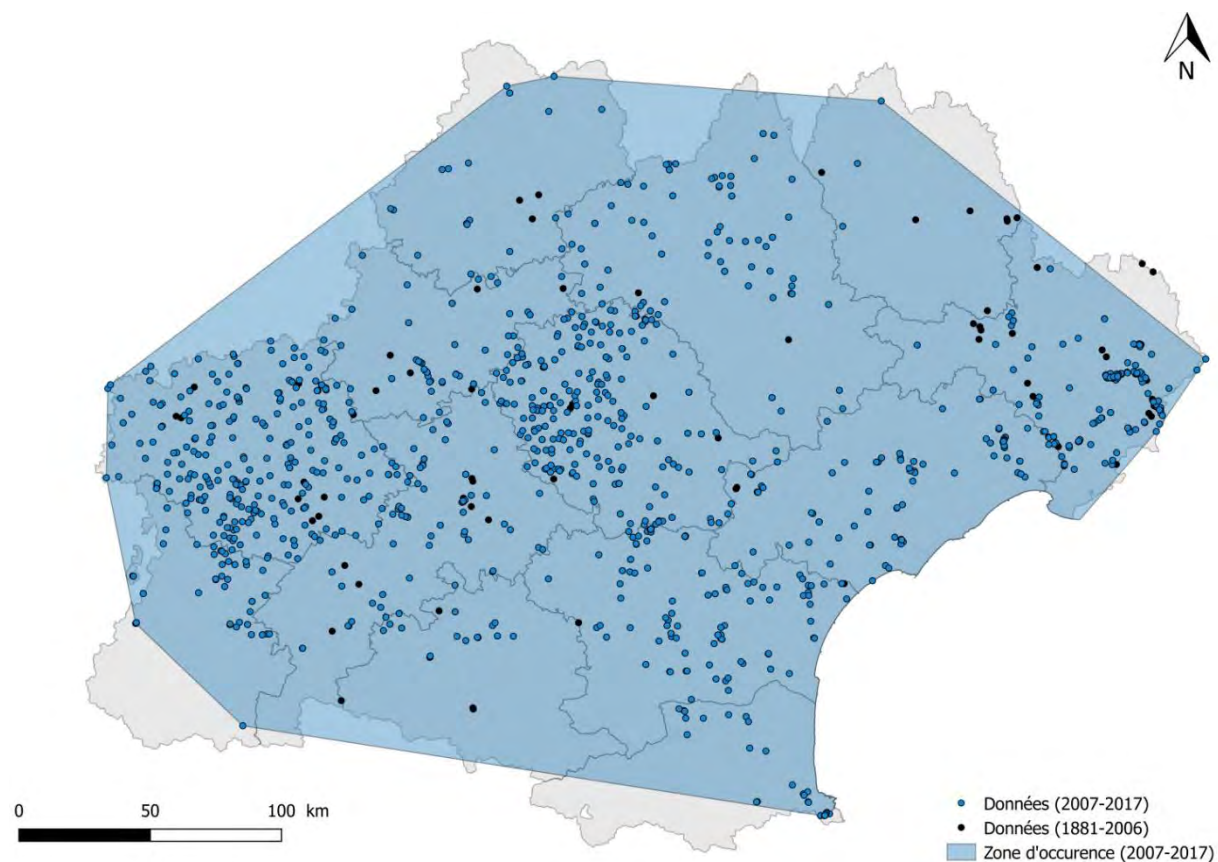 N
0 50 100 km
Données (2007-2017)
Données (1881-2006)
Zone d'occurence (2007-2017)